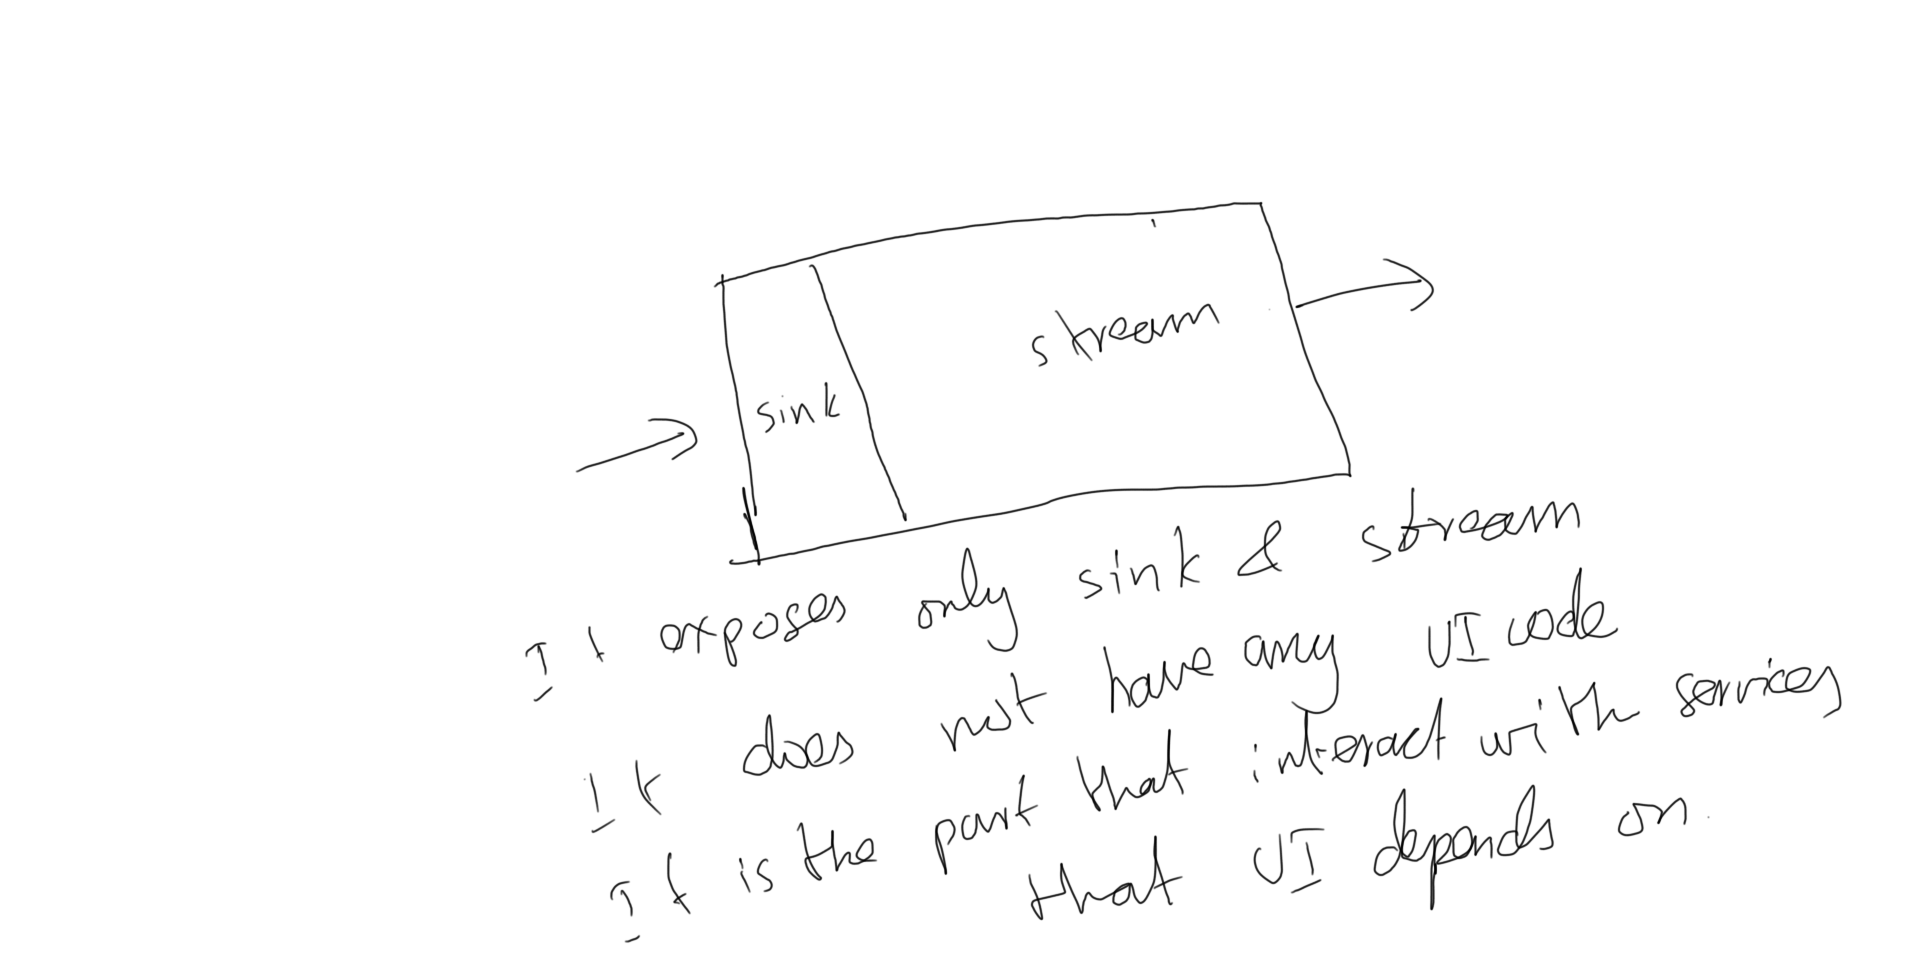 stream
sink
It exposes only sink & stream
It does not have any UI code
It is the part that interact with services
that UI depends on.